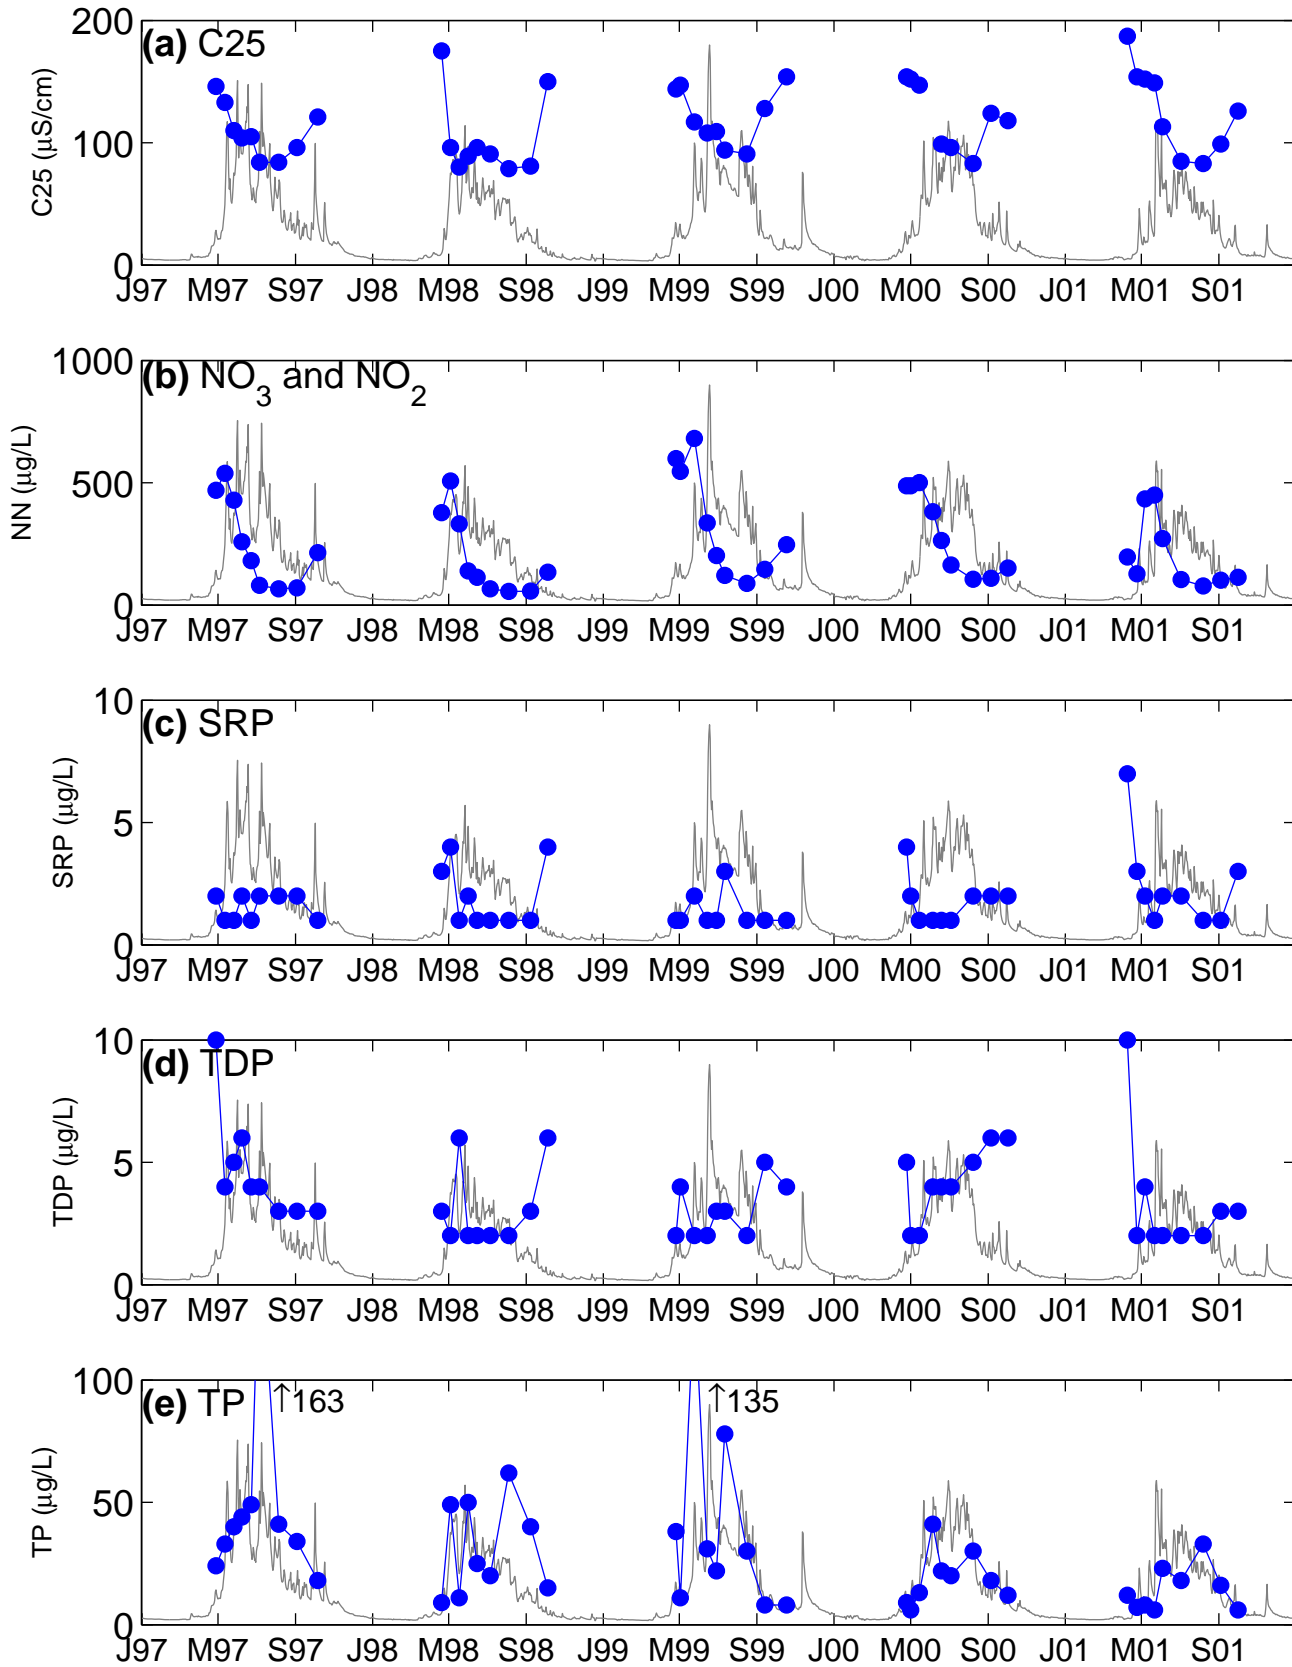 (a) C25
C25 (µS/cm)
200
100
0
J97 M97 S97 J98 M98 S98 J99 M99 S99 J00 M00 S00 J01 M01 S01
(b) NO3 and NO2
NN (µg/L)
1000
500
0
J97 M97 S97 J98 M98 S98 J99 M99 S99 J00 M00 S00 J01 M01 S01
(c) SRP
SRP (µg/L)
10
5
0
J97 M97 S97 J98 M98 S98 J99 M99 S99 J00 M00 S00 J01 M01 S01
(d) TDP
TDP (µg/L)
10
5
0
J97 M97 S97 J98 M98 S98 J99 M99 S99 J00 M00 S00 J01 M01 S01
(e) TP ↑163 ↑135
TP (µg/L)
100
50
0
J97 M97 S97 J98 M98 S98 J99 M99 S99 J00 M00 S00 J01 M01 S01